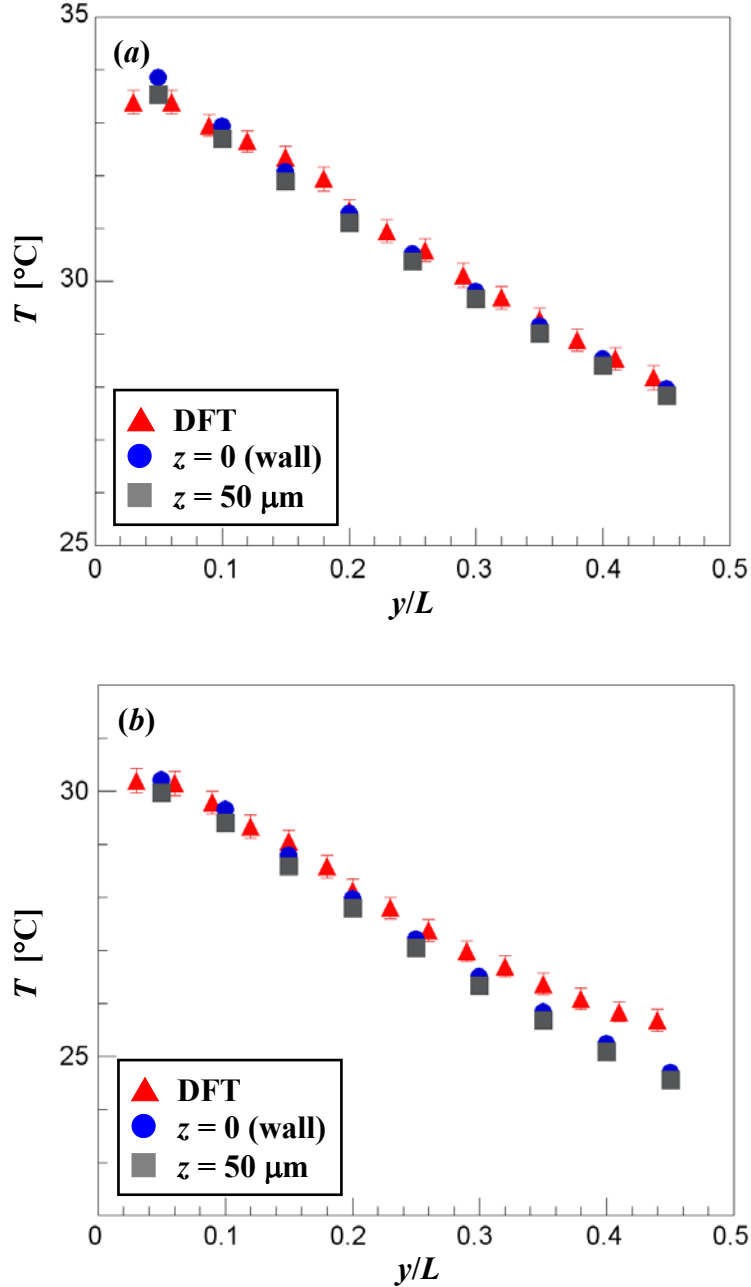 (a)
35
30
25
T [°C]
DFT
z = 0 (wall)
z = 50 μm
0 0.1 0.2 0.3 0.4 0.5
y/L
(b)
30
25
T [°C]
DFT
z = 0 (wall)
z = 50 μm
0 0.1 0.2 0.3 0.4 0.5
y/L